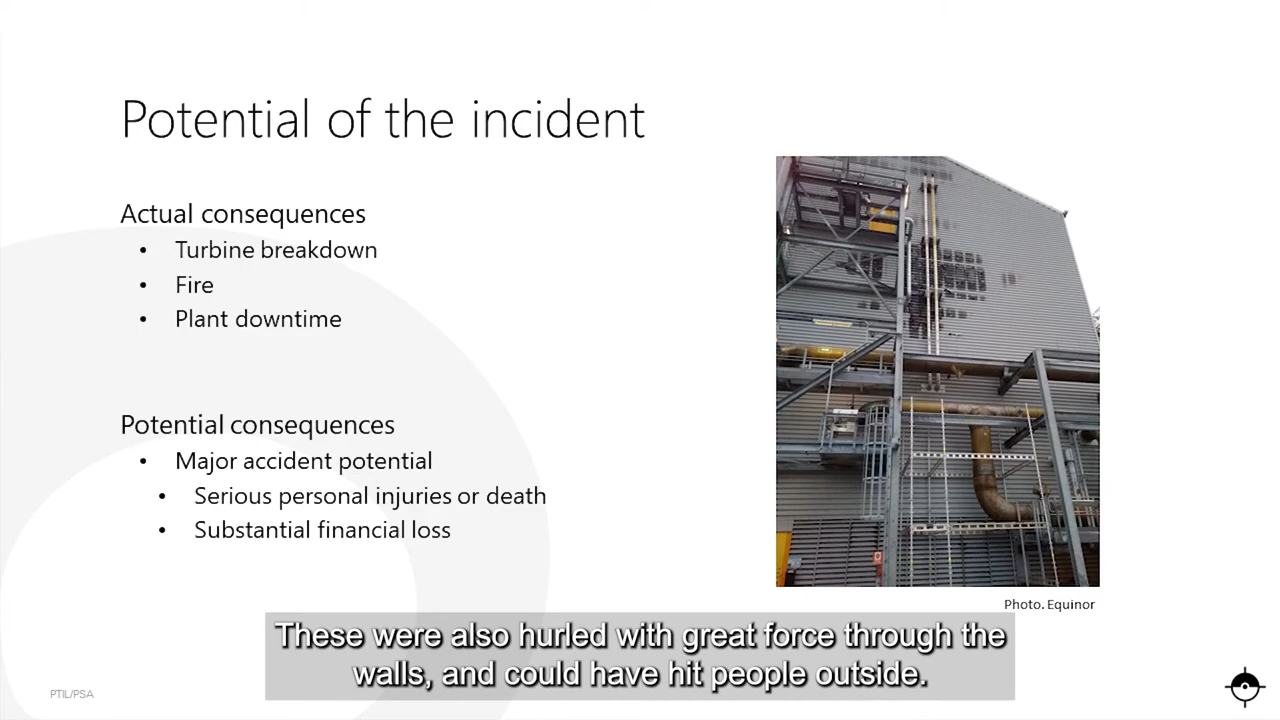 Potential of the incident
Actual consequences
• Turbine breakdown
• Fire
• Plant downtime
Potential consequences
• Major accident potential
• Serious personal injuries or death
• Substantial financial loss
Photo. Equinor
These were also hurled with great force through the
walls, and could have hit people outside.
PTIL/PSA